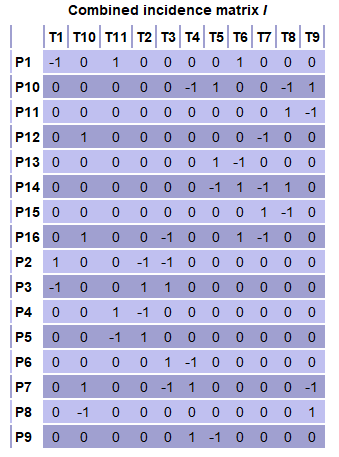 Combined incidence matrix I
T1 T10 T11 T2 T3 T4 T5 T6 T7 T8 T9
P1 -1 0 1 0 0 0 0 1 0 0 0
P10 0 0 0 0 0 -1 1 0 0 -1 1
P11 0 0 0 0 0 0 0 0 0 1 -1
P12 0 1 0 0 0 0 0 0 -1 0 0
P13 0 0 0 0 0 0 1 -1 0 0 0
P14 0 0 0 0 0 0 -1 1 -1 1 0
P15 0 0 0 0 0 0 0 0 1 -1 0
P16 0 1 0 0 -1 0 0 1 -1 0 0
P2 1 0 0 -1 -1 0 0 0 0 0 0
P3 -1 0 0 1 1 0 0 0 0 0 0
P4 0 0 1 -1 0 0 0 0 0 0 0
P5 0 0 -1 1 0 0 0 0 0 0 0
P6 0 0 0 0 1 -1 0 0 0 0 0
P7 0 1 0 0 -1 1 0 0 0 0 -1
P8 0 -1 0 0 0 0 0 0 0 0 1
P9 0 0 0 0 0 1 -1 0 0 0 0